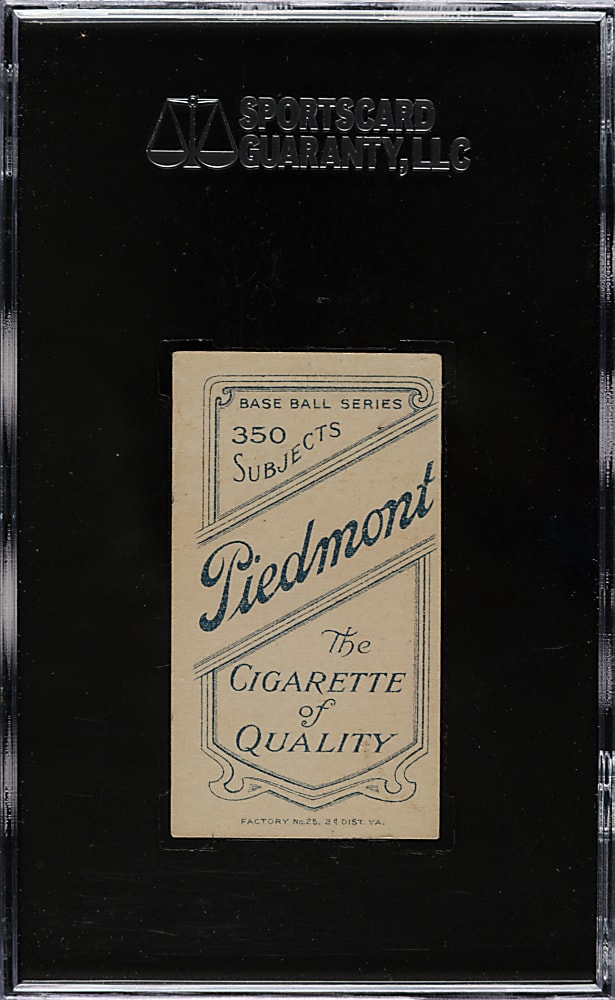 SPORTSCARD
GUARANTY, LLC
BASE BALL SERIES
350
SUBJECTS
Piedmont
The
CIGARETTE
of
QUALITY
FACTORY No. 25, 2d DIST. VA.